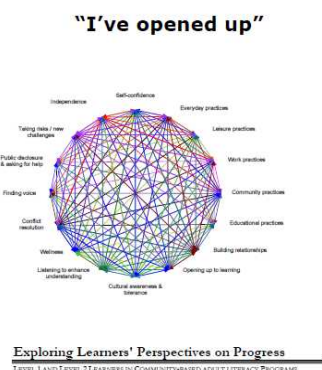 "I've opened up"
Self-confidence
Independence
Everyday practices
Taking risks / new
challenges
Leisure practices
Public disclosure
& asking for help
Work practices
Finding voice
Community practices
Conflict
resolution
Educational practices
Wellness
Building relationships
Listening to enhance
understanding
Opening up to learning
Cultural awareness &
tolerance
Exploring Learners' Perspectives on Progress
LEVEL 1 AND LEVEL 2 LEARNERS IN COMMUNITY-BASED ADULT LITERACY PROGRAMS